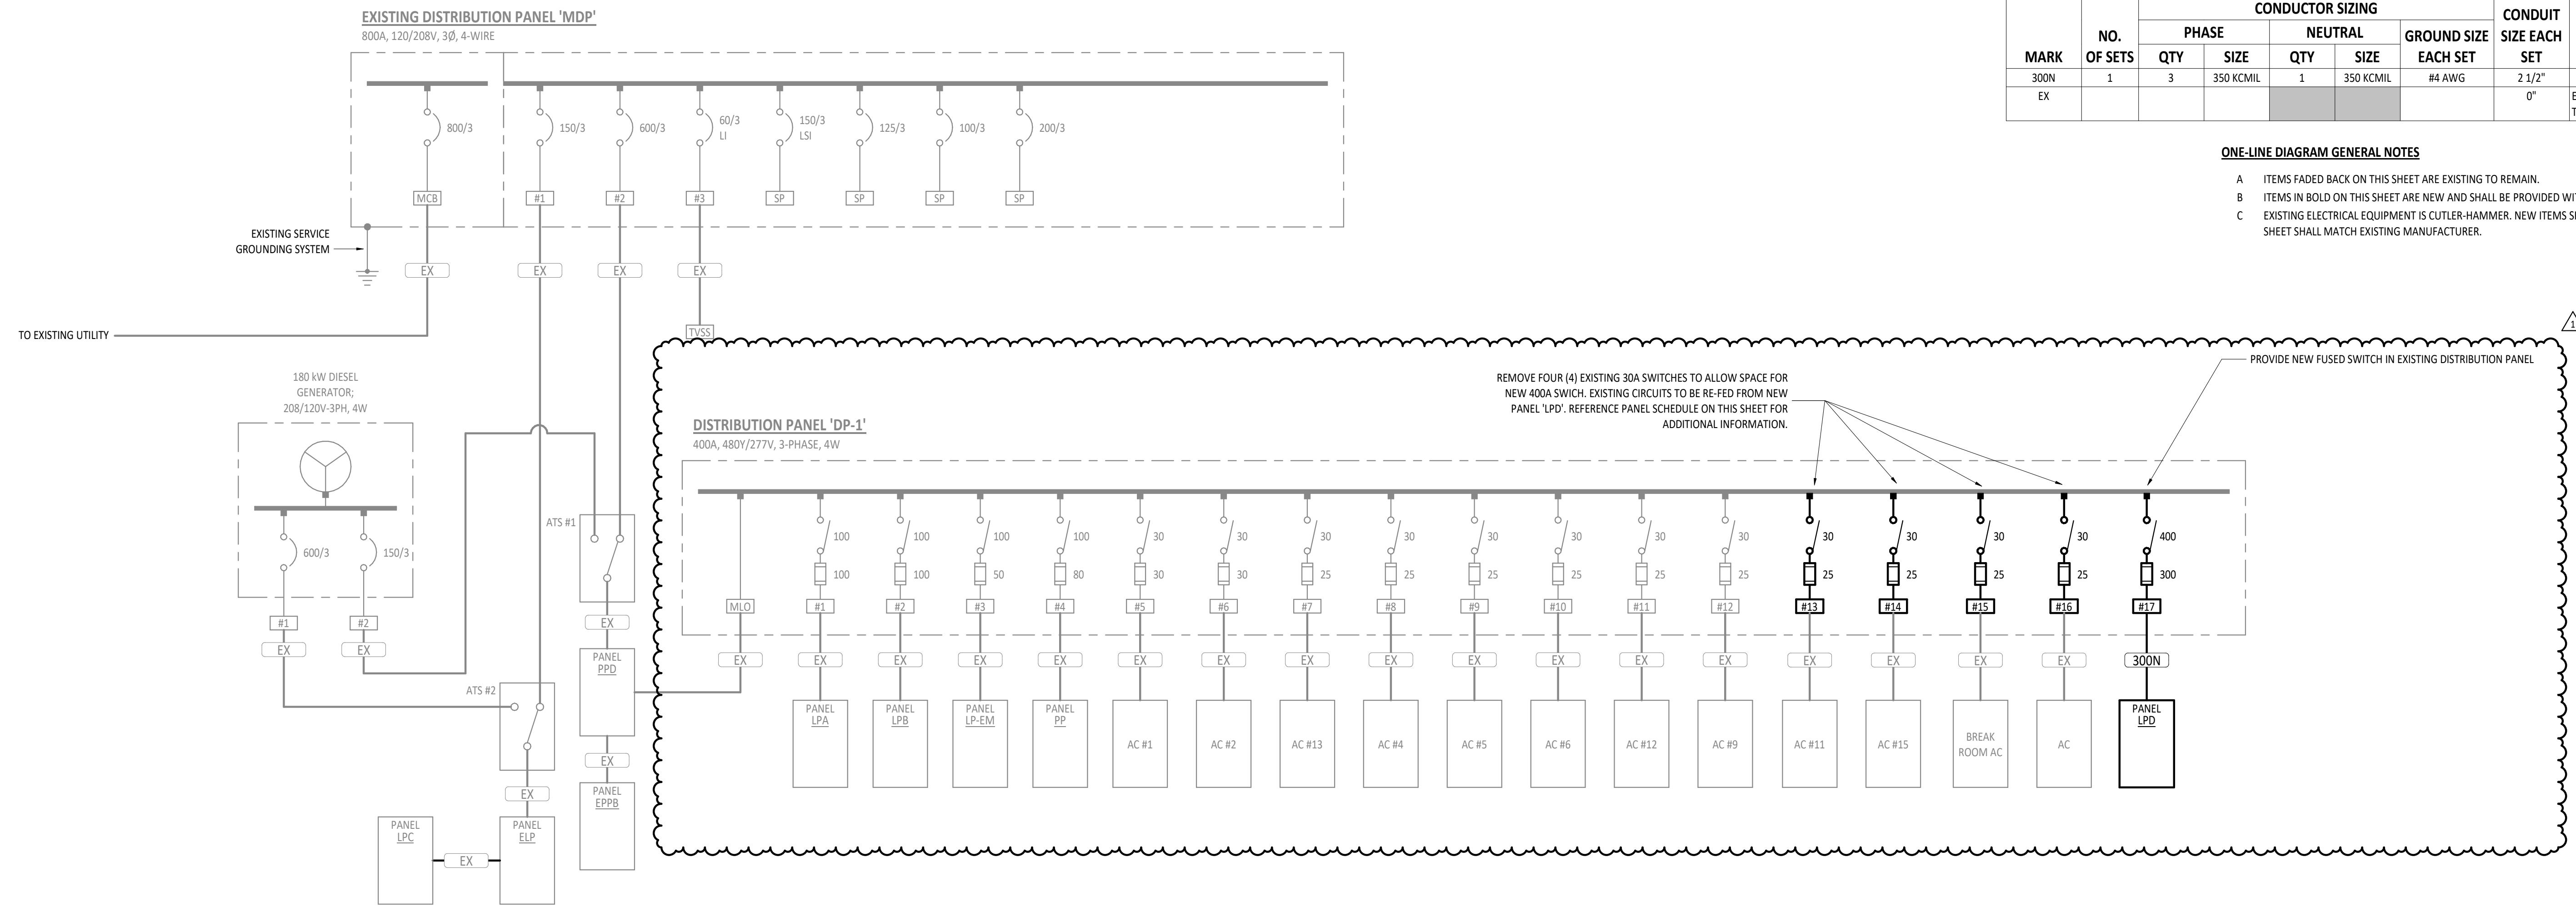 EXISTING DISTRIBUTION PANEL 'MDP'
800A, 120/208V, 3Ø, 4-WIRE
800/3
150/3
600/3
60/3
LI
150/3
LSI
125/3
100/3
200/3
MCB
#1
#2
#3
SP
SP
SP
SP
EXISTING SERVICE
GROUNDING SYSTEM
EX
EX
EX
EX
TO EXISTING UTILITY
TVSS
CONDUCTOR SIZING
MARK
NO.
OF SETS
PHASE
NEUTRAL
QTY
SIZE
QTY
SIZE
GROUND SIZE
EACH SET
CONDUIT
SIZE EACH
SET
300N 1 3 350 KCMIL 1 350 KCMIL #4 AWG 2 1/2"
EX 0"
ONE-LINE DIAGRAM GENERAL NOTES
A ITEMS FADED BACK ON THIS SHEET ARE EXISTING TO REMAIN.
B ITEMS IN BOLD ON THIS SHEET ARE NEW AND SHALL BE PROVIDED
C EXISTING ELECTRICAL EQUIPMENT IS CUTLER-HAMMER. NEW ITEMS
SHEET SHALL MATCH EXISTING MANUFACTURER.
1
180 kW DIESEL
GENERATOR;
208/120V-3PH, 4W
600/3
150/3
#1
#2
EX
EX
ATS #1
EX
PANEL
PPD
EX
PANEL
EPPB
ATS #2
EX
PANEL
LPC
EX
PANEL
ELP
PROVIDE NEW FUSED SWITCH IN EXISTING DISTRIBUTION PANEL
REMOVE FOUR (4) EXISTING 30A SWITCHES TO ALLOW SPACE FOR
NEW 400A SWICH. EXISTING CIRCUITS TO BE RE-FED FROM NEW
PANEL 'LPD'. REFERENCE PANEL SCHEDULE ON THIS SHEET FOR
ADDITIONAL INFORMATION.
DISTRIBUTION PANEL 'DP-1'
400A, 480Y/277V, 3-PHASE, 4W
100 100 100 100 30 30 30 30 30 30 30 30 30 30 30 30 400
100 100 50 80 30 30 25 25 25 25 25 25 25 25 25 25 300
MLO #1 #2 #3 #4 #5 #6 #7 #8 #9 #10 #11 #12 #13 #14 #15 #16 #17
EX EX EX EX EX EX EX EX EX EX EX EX EX EX EX EX EX 300N
PANEL
LPA
PANEL
LPB
PANEL
LP-EM
PANEL
PP
AC #1
AC #2
AC #13
AC #4
AC #5
AC #6
AC #12
AC #9
AC #11
AC #15
BREAK
ROOM AC
AC
PANEL
LPD